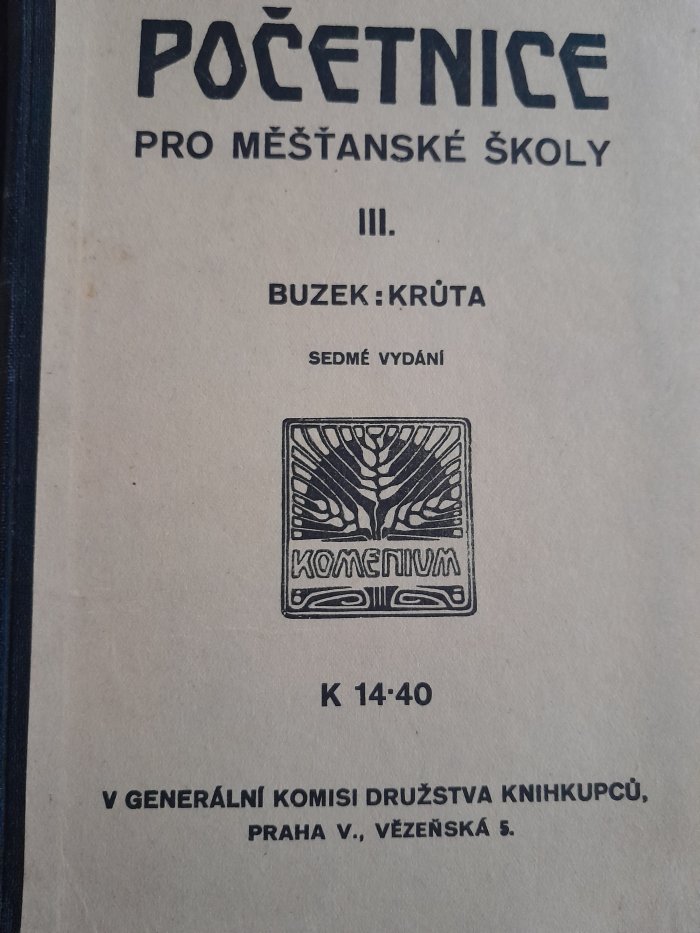 POČETNICE
PRO MĚŠŤANSKÉ ŠKOLY
III.
BUZEK : KRŮTA
SEDMÉ VYDÁNÍ
KOMENIUM
K 14·40
V GENERÁLNÍ KOMISI DRUŽSTVA KNIHKUPCŮ,
PRAHA V., VĚZEŇSKÁ 5.